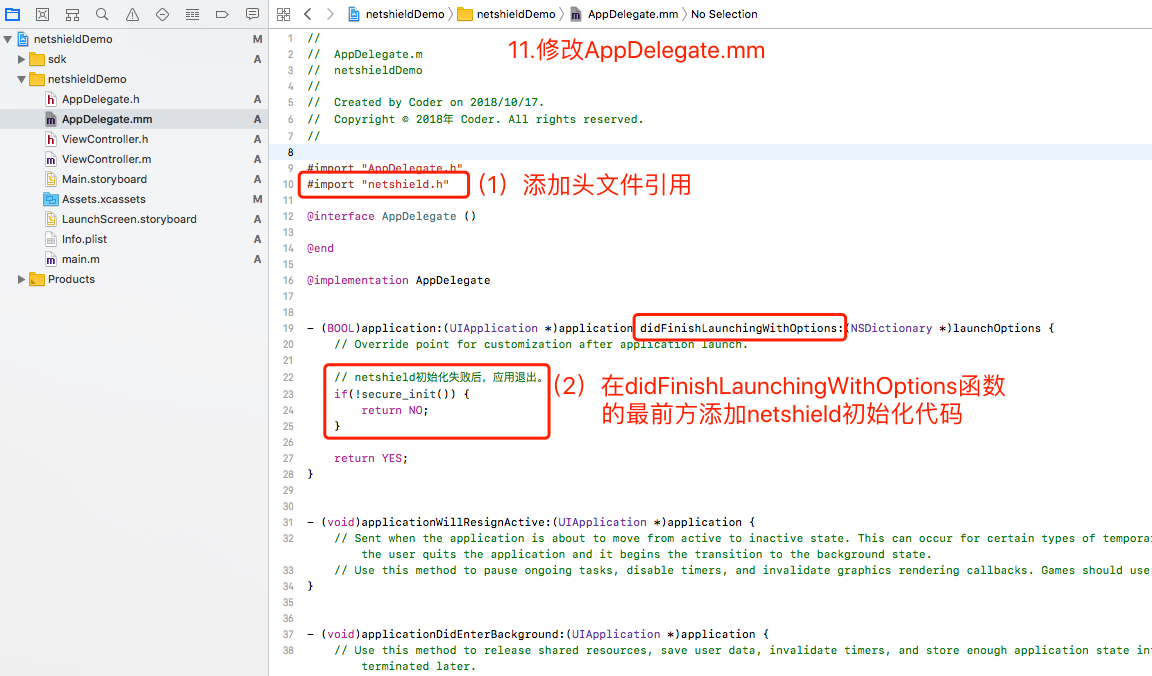 netshieldDemo
netshieldDemo
AppDelegate.mm
No Selection
netshieldDemo M
sdk A
netshieldDemo
AppDelegate.h A
AppDelegate.mm A
ViewController.h A
ViewController.m A
Main.storyboard A
Assets.xcassets M
LaunchScreen.storyboard A
Info.plist A
main.m A
Products
11.修改AppDelegate.mm
1 //
2 // AppDelegate.m
3 // netshieldDemo
4 //
5 // Created by Coder on 2018/10/17.
6 // Copyright © 2018年 Coder. All rights reserved.
7 //
8
9 #import "AppDelegate.h"
10 #import "netshield.h"
(1) 添加头文件引用
11
12 @interface AppDelegate ()
13
14 @end
15
16 @implementation AppDelegate
17
18
19 - (BOOL)application:(UIApplication *)application didFinishLaunchingWithOptions:(NSDictionary *)launchOptions {
20 // Override point for customization after application launch.
21
22 // netshield初始化失败后，应用退出。
23 if(!secure_init()) {
24 return NO;
25 }
(2) 在didFinishLaunchingWithOptions函数
的最前方添加netshield初始化代码
26
27 return YES;
28 }
29
30
31 - (void)applicationWillResignActive:(UIApplication *)application {
32 // Sent when the application is about to move from active to inactive state. This can occur for certain types of tempora
the user quits the application and it begins the transition to the background state.
33 // Use this method to pause ongoing tasks, disable timers, and invalidate graphics rendering callbacks. Games should use
34 }
35
36
37 - (void)applicationDidEnterBackground:(UIApplication *)application {
38 // Use this method to release shared resources, save user data, invalidate timers, and store enough application state in
terminated later.